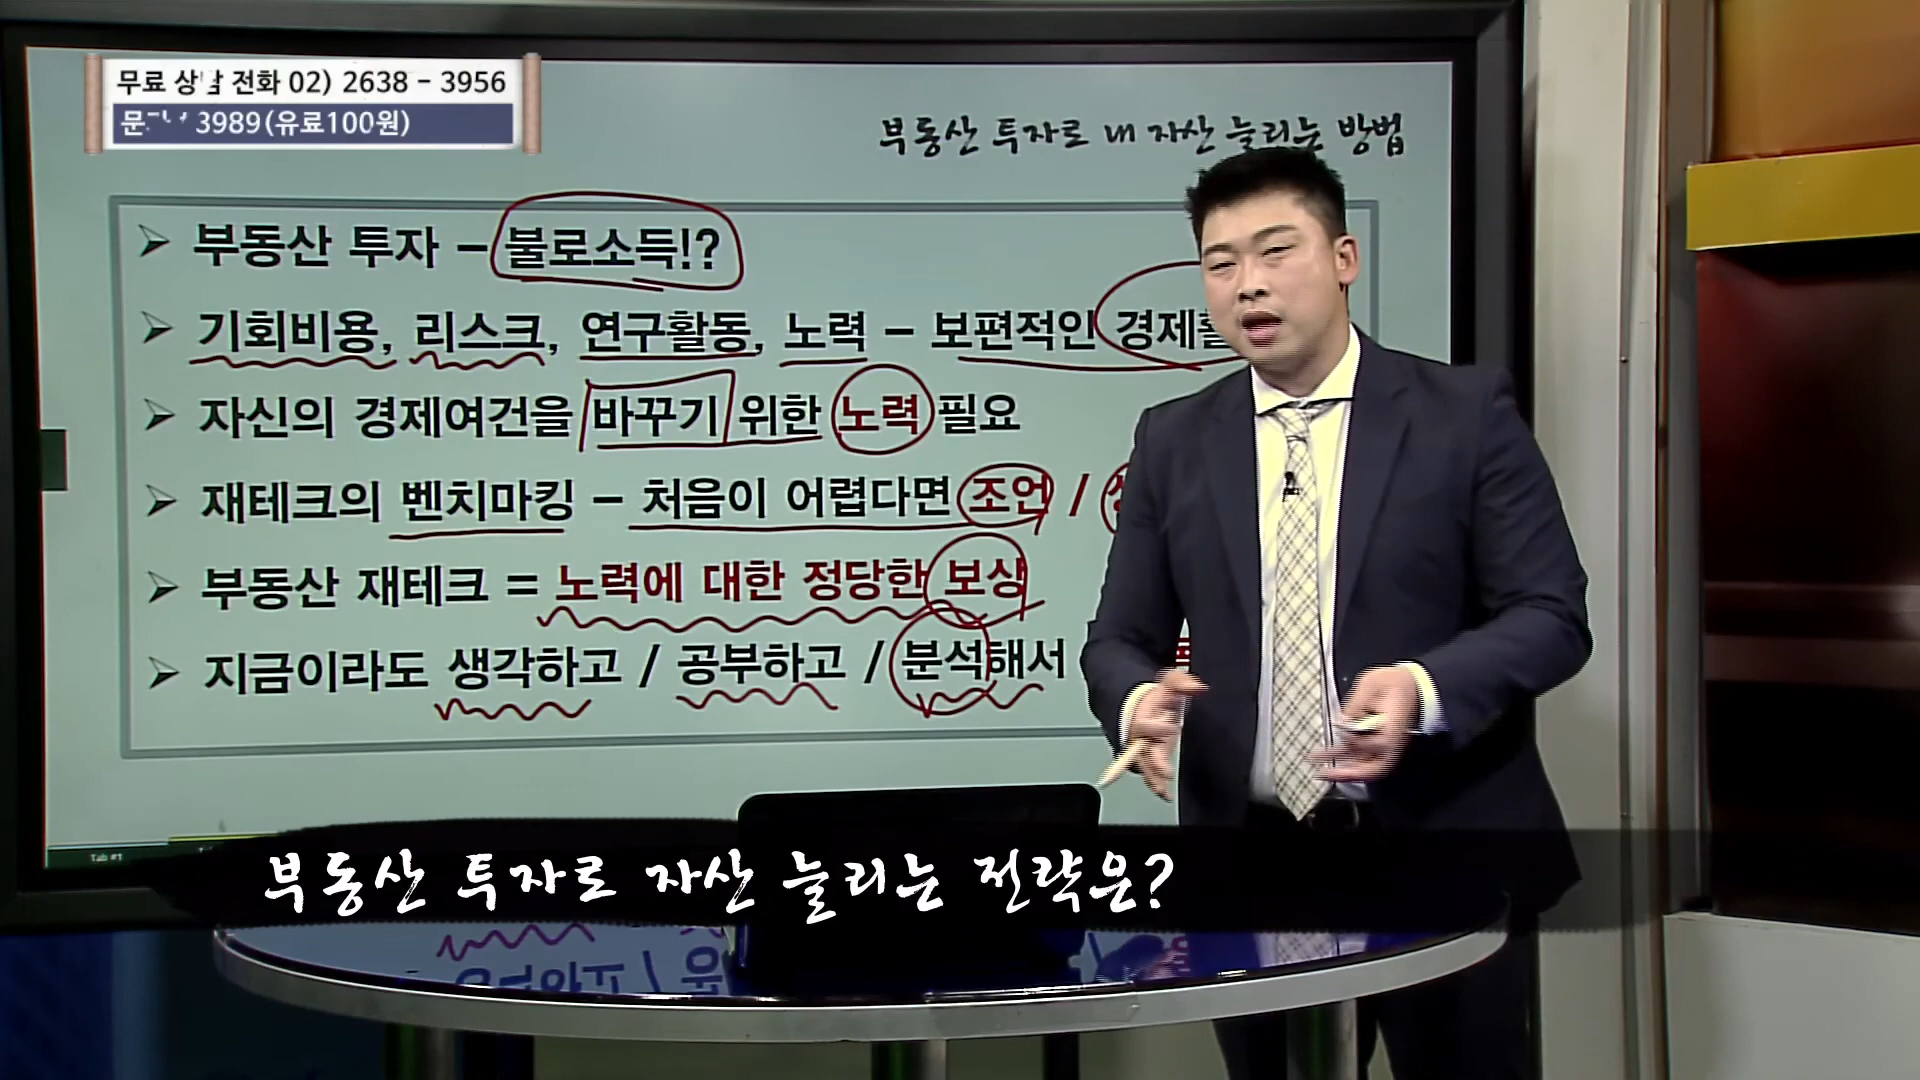 무료 상담 전화 02) 2638 - 3956
3989(유료100원)
부동산 투자로 내 자산 늘리는 방법
➢ 부동산 투자 – 불로소득!?
➢ 기회비용, 리스크, 연구활동, 노력 – 보편적인
➢ 자신의 경제여건을 바꾸기 위한 노력 필요
➢ 재테크의 벤치마킹 – 처음이 어렵다면 조언 /
➢ 부동산 재테크 = 노력에 대한 정당한 보상
➢ 지금이라도 생각하고 / 공부하고 / 분석해서
Tab #1
부동산 투자로 자산 늘리는 전략은?